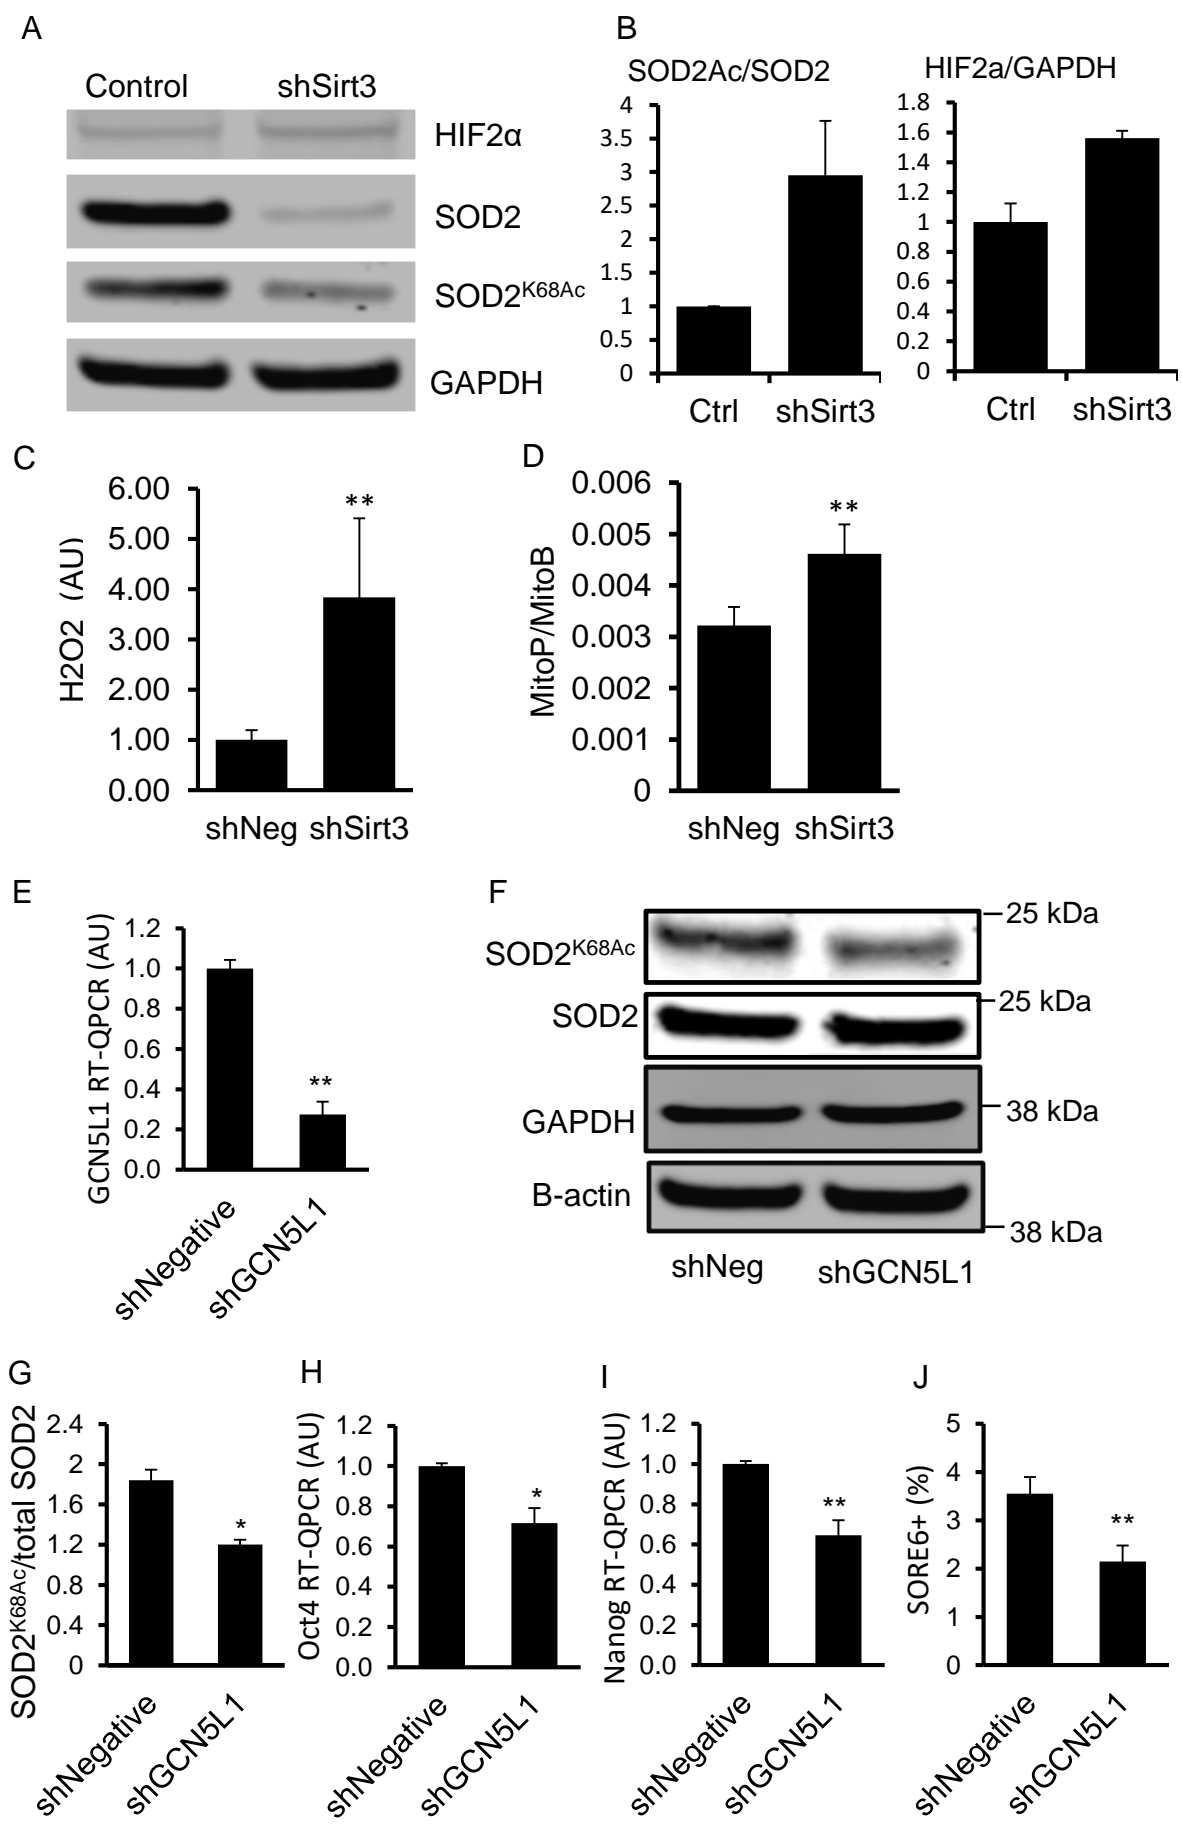 A
Control shSirt3
HIF2α
SOD2
SOD2K68Ac
GAPDH
B
SOD2Ac/SOD2
4
3.5
3
2.5
2
1.5
1
0.5
0
Ctrl shSirt3
HIF2a/GAPDH
1.8
1.6
1.4
1.2
1
0.8
0.6
0.4
0.2
0
Ctrl shSirt3
C
H2O2 (AU)
6.00
5.00
4.00
3.00
2.00
1.00
0.00
**
shNeg shSirt3
D
MitoP/MitoB
0.006
0.005
0.004
0.003
0.002
0.001
0
**
shNeg shSirt3
E
GCN5L1 RT-QPCR (AU)
1.2
1.0
0.8
0.6
0.4
0.2
0.0
**
shNegative
shGCN5L1
F
SOD2K68Ac
25 kDa
SOD2
25 kDa
GAPDH
38 kDa
B-actin
38 kDa
shNeg shGCN5L1
G
SOD2K68Ac/total SOD2
2.4
2
1.6
1.2
0.8
0.4
0
*
shNegative
shGCN5L1
H
Oct4 RT-QPCR (AU)
1.2
1.0
0.8
0.6
0.4
0.2
0.0
*
shNegative
shGCN5L1
I
Nanog RT-QPCR (AU)
1.2
1.0
0.8
0.6
0.4
0.2
0.0
**
shNegative
shGCN5L1
J
SORE6+ (%)
5
4
3
2
1
0
**
shNegative
shGCN5L1